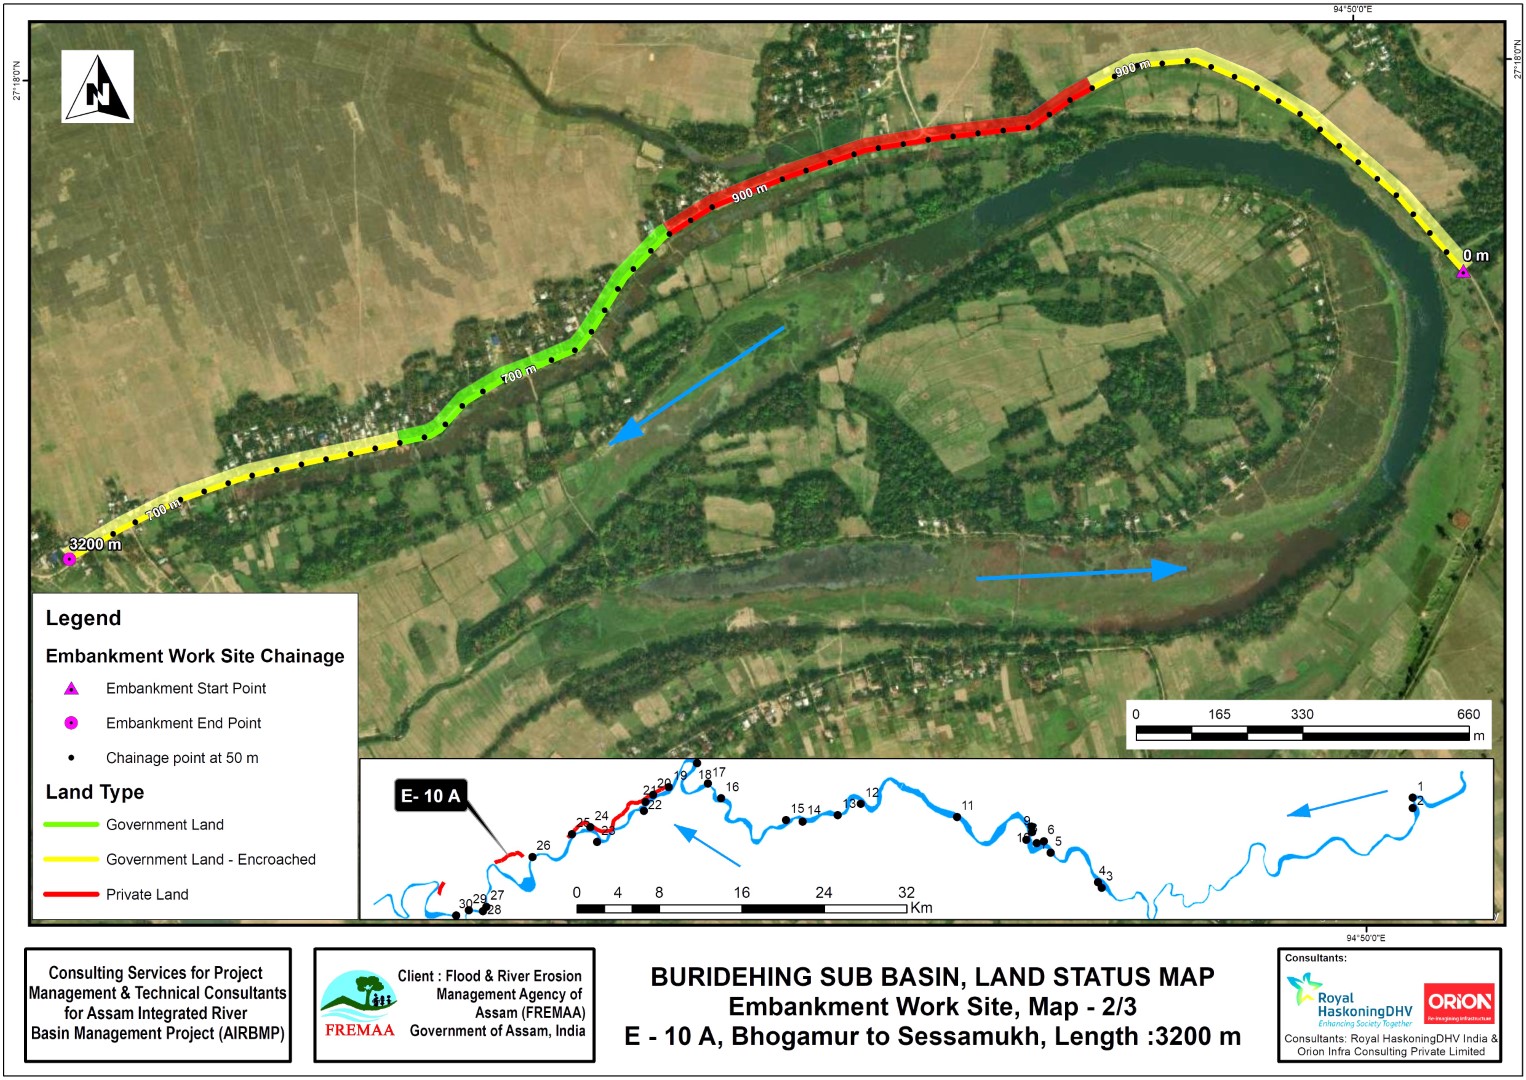 94°50'0"E
27°18'0"N
27°18'0"N
N
900 m
0 m
900 m
700 m
700 m
3200 m
Legend
Embankment Work Site Chainage
Embankment Start Point
Embankment End Point
Chainage point at 50 m
Land Type
Government Land
Government Land - Encroached
Private Land
0 165 330 660
m
E- 10 A
19 18 17
20
21
22
16
24
25
23
26
15 14 13 12
11
9
10
6
5
4 3
1
2
27
30 29 28
0 4 8 16 24 32
Km
94°50'0"E
Consulting Services for Project
Management & Technical Consultants
for Assam Integrated River
Basin Management Project (AIRBMP)
FREMAA
Client : Flood & River Erosion
Management Agency of
Assam (FREMAA)
Government of Assam, India
BURIDEHING SUB BASIN, LAND STATUS MAP
Embankment Work Site, Map - 2/3
E - 10 A, Bhogamur to Sessamukh, Length :3200 m
Consultants:
Royal
HaskoningDHV
Enhancing Society Together
ORION
Re-imagining Infrastructure
Consultants: Royal HaskoningDHV India &
Orion Infra Consulting Private Limited